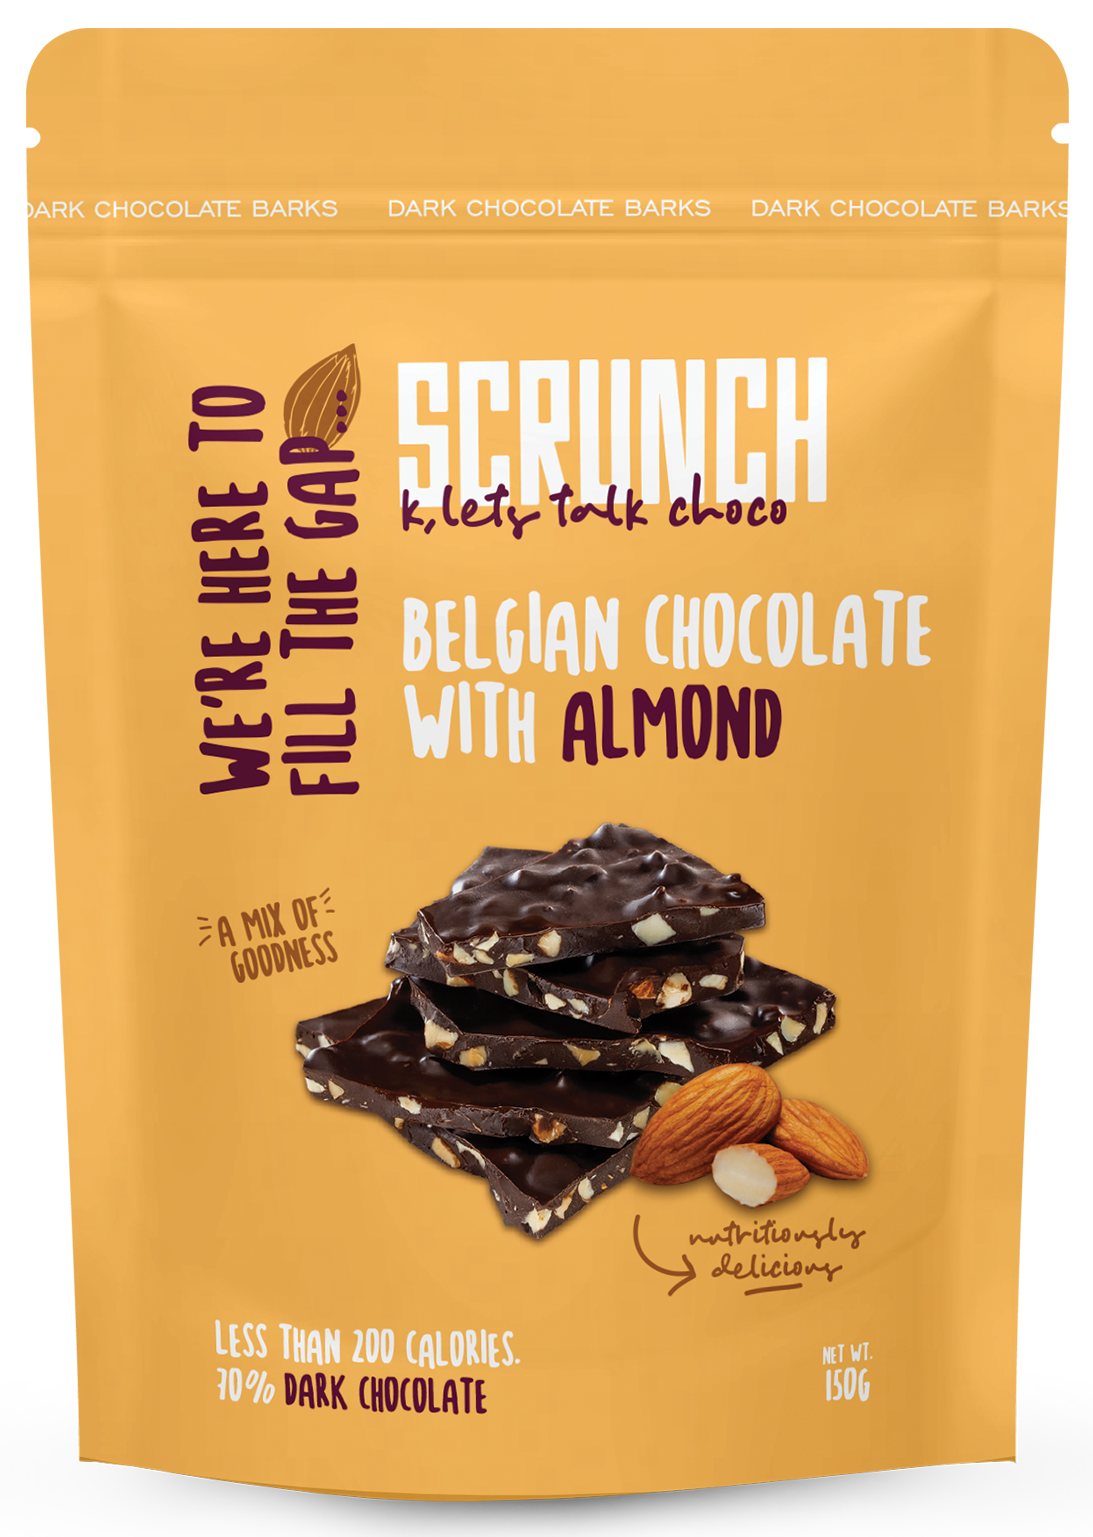 DARK CHOCOLATE BARKS DARK CHOCOLATE BARKS DARK CHOCOLATE BARKS
WE'RE HERE TO
FILL THE GAP...
SCRUNCH
k, lets talk choco
BELGIAN CHOCOLATE
WITH ALMOND
A MIX OF
GOODNESS
nutritiously
delicious
LESS THAN 200 CALORIES.
70% DARK CHOCOLATE
NET WT.
150G